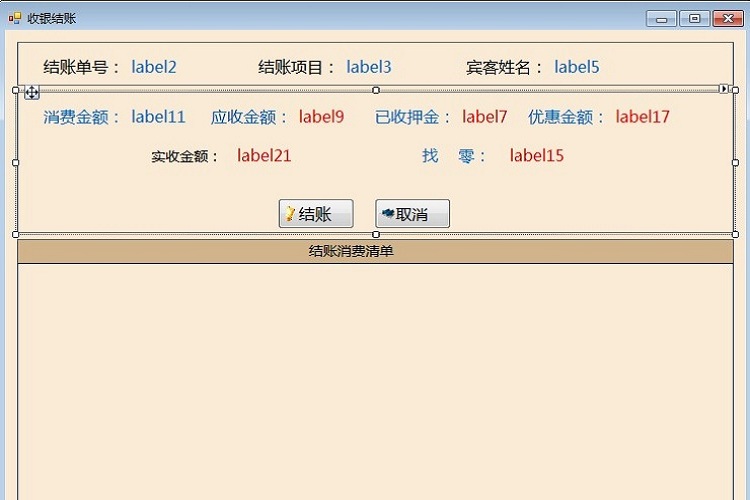 收银结账
结账单号： label2 结账项目： label3 宾客姓名： label5
消费金额： label11 应收金额： label9 已收押金： label7 优惠金额： label17
实收金额： label21 找 零： label15
结账 取消
结账消费清单